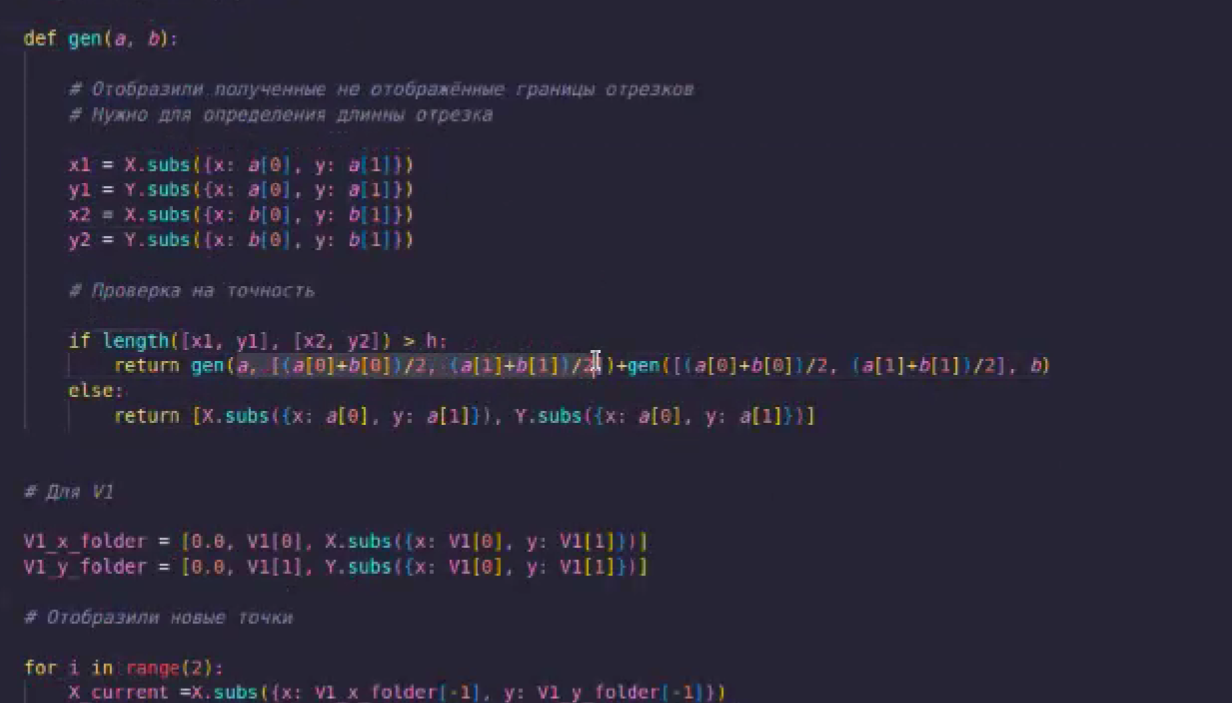 def gen(a, b):
# Отобразили полученные не отображённые границы отрезков
# Нужно для определения длинны отрезка
x1 = X.subs({x: a[0], y: a[1]})
y1 = Y.subs({x: a[0], y: a[1]})
x2 = X.subs({x: b[0], y: b[1]})
y2 = Y.subs({x: b[0], y: b[1]})
# Проверка на точность
if length([x1, y1], [x2, y2]) > h:
return gen(a, [(a[0]+b[0])/2, (a[1]+b[1])/2])+gen([(a[0]+b[0])/2, (a[1]+b[1])/2], b)
else:
return [X.subs({x: a[0], y: a[1]}), Y.subs({x: a[0], y: a[1]})]
# Для V1
V1_x_folder = [0.0, V1[0], X.subs({x: V1[0], y: V1[1]})]
V1_y_folder = [0.0, V1[1], Y.subs({x: V1[0], y: V1[1]})]
# Отобразили новые точки
for i in range(2):
X_current =X.subs({x: V1_x_folder[-1], y: V1_y_folder[-1]})